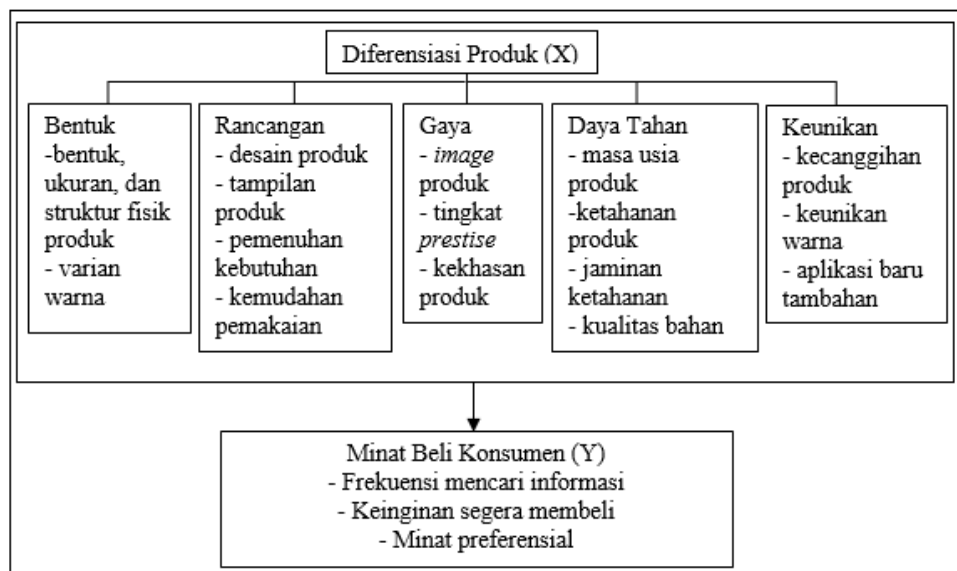 Diferensiasi Produk (X)
Bentuk
-bentuk,
ukuran, dan
struktur fisik
produk
- varian
warna
Rancangan
- desain produk
- tampilan
produk
- pemenuhan
kebutuhan
- kemudahan
pemakaian
Gaya
- image
produk
- tingkat
prestise
- kekhasan
produk
Daya Tahan
- masa usia
produk
-ketahanan
produk
- jaminan
ketahanan
- kualitas bahan
Keunikan
- kecanggihan
produk
- keunikan
warna
- aplikasi baru
tambahan
Minat Beli Konsumen (Y)
- Frekuensi mencari informasi
- Keinginan segera membeli
- Minat preferensial